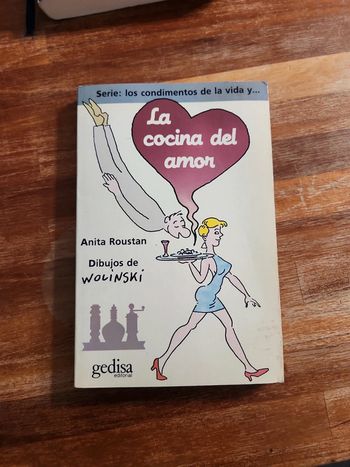 Serie: los condimentos de la vida y...
La
cocina del
amor
Anita Roustan
Dibujos de
WOLINSKI
gedisa
editorial